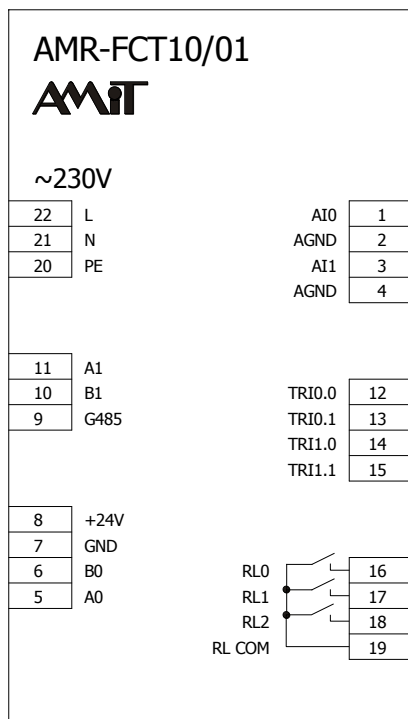 AMR-FCT10/01
AMiT
~230V
22 L
21 N
20 PE
AI0 1
AGND 2
AI1 3
AGND 4
11 A1
10 B1
9 G485
TRI0.0 12
TRI0.1 13
TRI1.0 14
TRI1.1 15
8 +24V
7 GND
6 B0
5 A0
RL0 16
RL1 17
RL2 18
RL COM 19